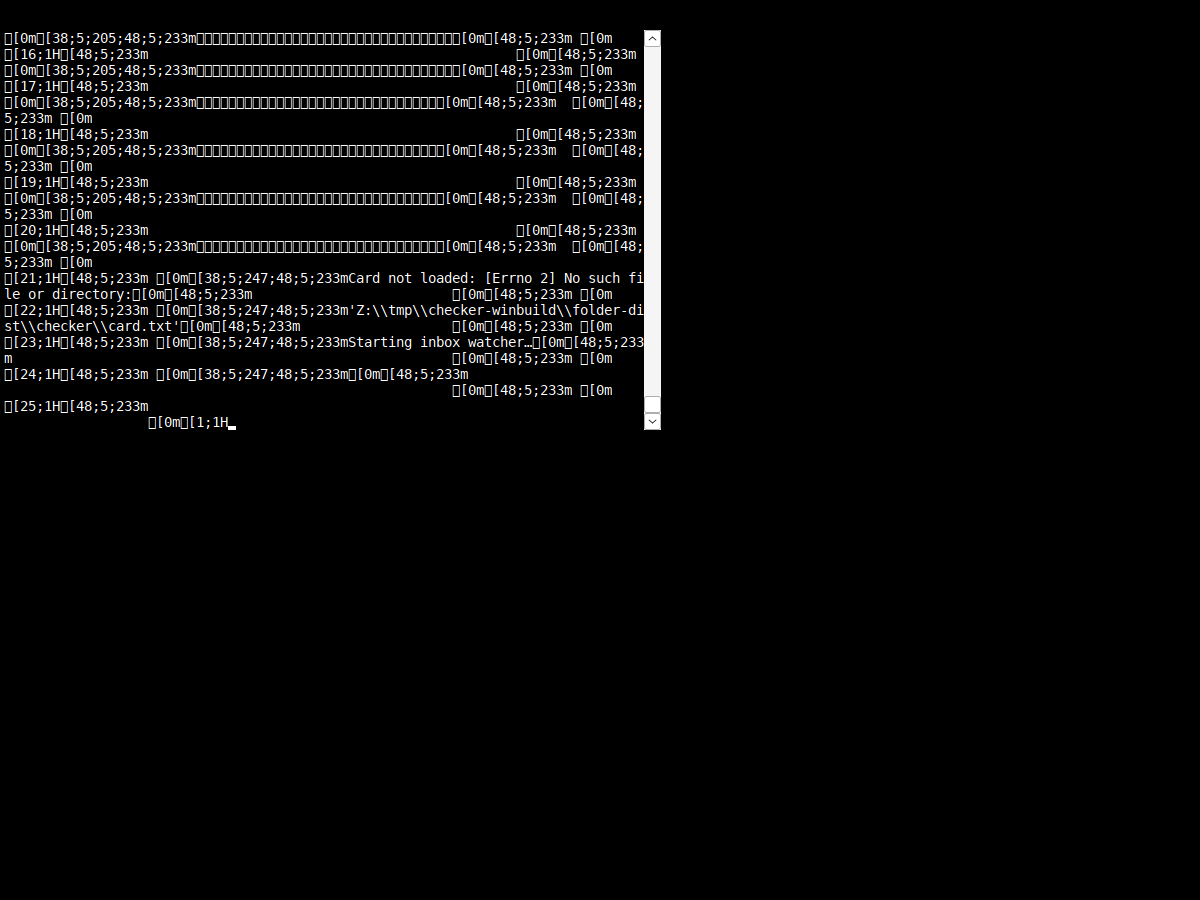 □[0m□[38;5;205;48;5;233m□□□□□□□□□□□□□□□□□□□□□□□□□□□□□□□□□[0m□[48;5;233m □[0m
□[16;1H□[48;5;233m □[0m□[48;5;233m
□[0m□[38;5;205;48;5;233m□□□□□□□□□□□□□□□□□□□□□□□□□□□□□□□□□[0m□[48;5;233m □[0m
□[17;1H□[48;5;233m □[0m□[48;5;233m
□[0m□[38;5;205;48;5;233m□□□□□□□□□□□□□□□□□□□□□□□□□□□□□□□[0m□[48;5;233m  □[0m□[48;
5;233m □[0m
□[18;1H□[48;5;233m □[0m□[48;5;233m
□[0m□[38;5;205;48;5;233m□□□□□□□□□□□□□□□□□□□□□□□□□□□□□□□[0m□[48;5;233m  □[0m□[48;
5;233m □[0m
□[19;1H□[48;5;233m □[0m□[48;5;233m
□[0m□[38;5;205;48;5;233m□□□□□□□□□□□□□□□□□□□□□□□□□□□□□□□[0m□[48;5;233m  □[0m□[48;
5;233m □[0m
□[20;1H□[48;5;233m □[0m□[48;5;233m
□[0m□[38;5;205;48;5;233m□□□□□□□□□□□□□□□□□□□□□□□□□□□□□□□[0m□[48;5;233m  □[0m□[48;
5;233m □[0m
□[21;1H□[48;5;233m □[0m□[38;5;247;48;5;233mCard not loaded: [Errno 2] No such fi
le or directory:□[0m□[48;5;233m □[0m□[48;5;233m □[0m
□[22;1H□[48;5;233m □[0m□[38;5;247;48;5;233m'Z:\\tmp\\checker-winbuild\\folder-di
st\\checker\\card.txt'□[0m□[48;5;233m □[0m□[48;5;233m □[0m
□[23;1H□[48;5;233m □[0m□[38;5;247;48;5;233mStarting inbox watcher…□[0m□[48;5;233
m □[0m□[48;5;233m □[0m
□[24;1H□[48;5;233m □[0m□[38;5;247;48;5;233m□[0m□[48;5;233m
□[0m□[48;5;233m □[0m
□[25;1H□[48;5;233m
□[0m□[1;1H